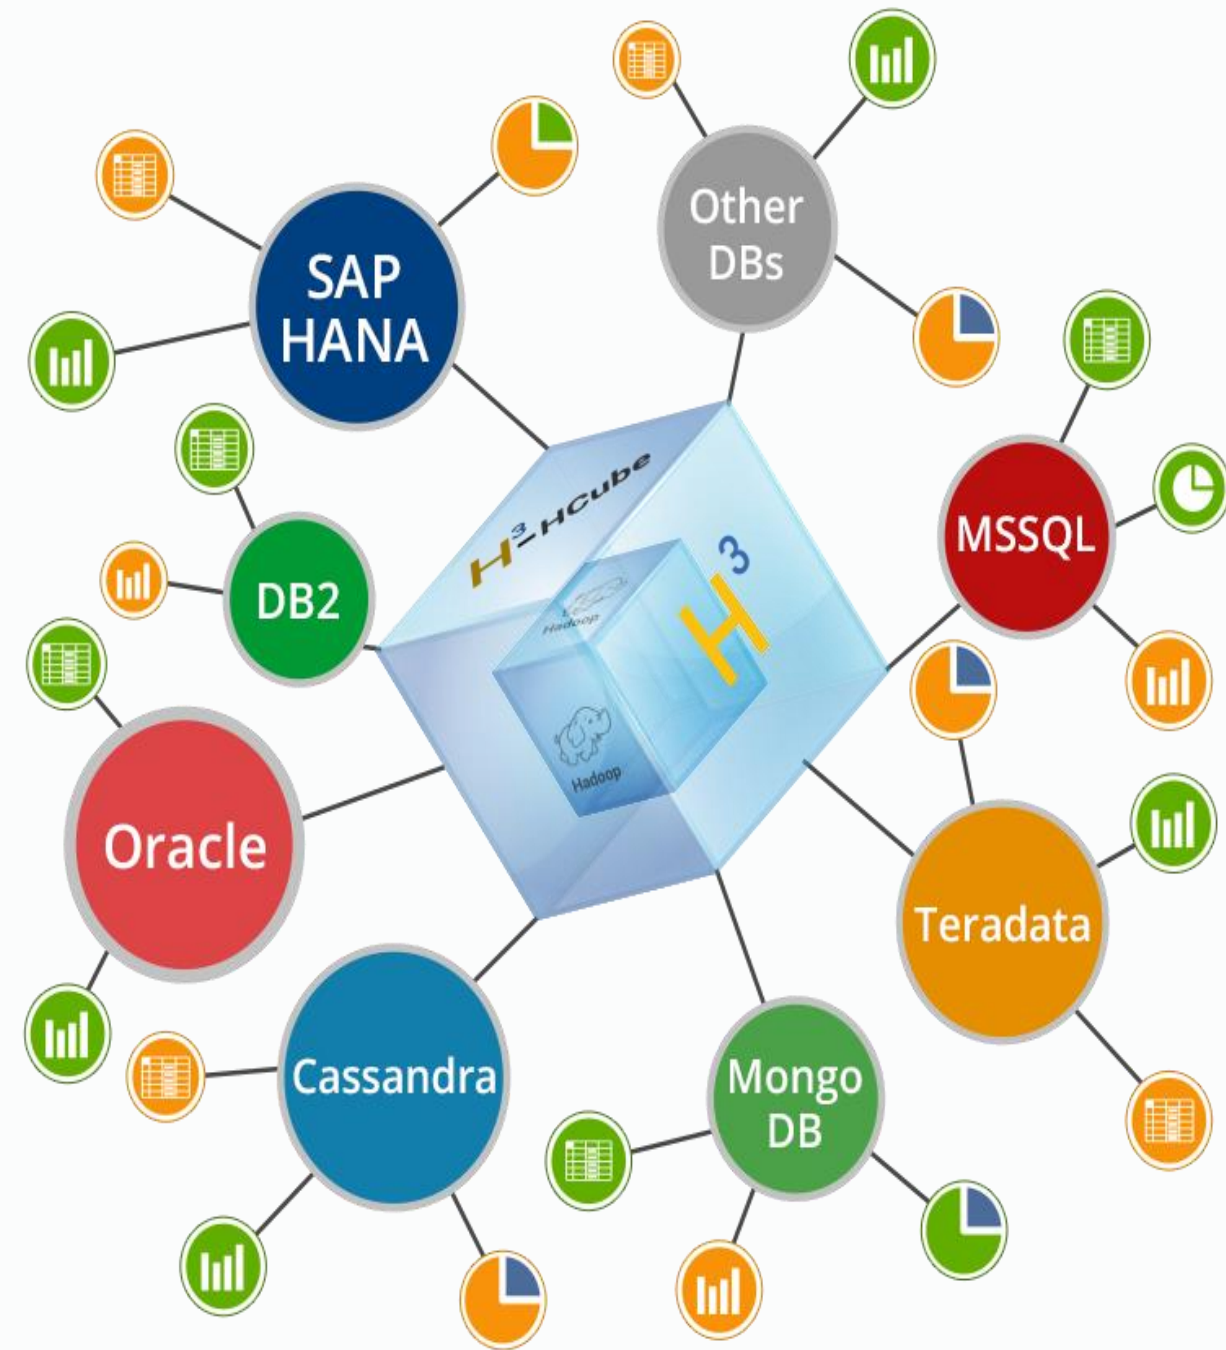 Other
DBs
SAP
HANA
MSSQL
H³-HCube
H³
DB2
Hadoop
Hadoop
Oracle
Teradata
Cassandra
Mongo
DB